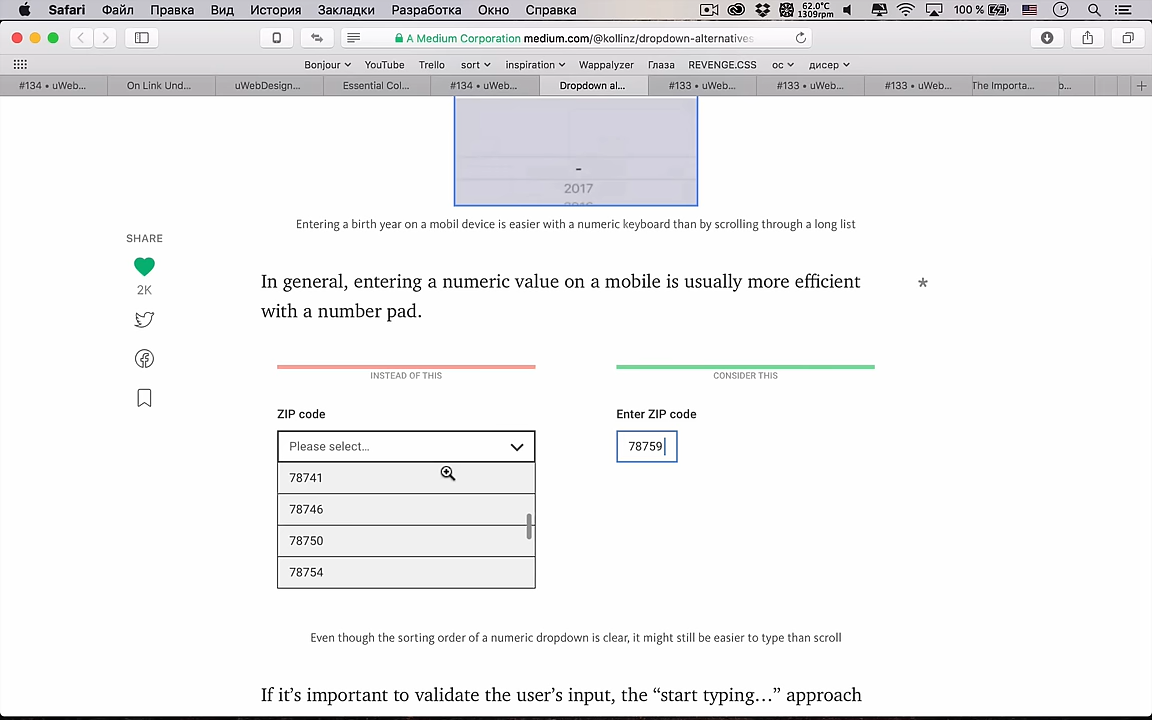 Safari Файл Правка Вид История Закладки Разработка Окно Справка 62.0°C 1309rpm 100 %
A Medium Corporation medium.com/@kollinz/dropdown-alternatives
Bonjour YouTube Trello sort inspiration Wappalyzer Глаза REVENGE.CSS ос дисер
#134 • uWeb... On Link Und... uWebDesign... Essential Col... #134 • uWeb... Dropdown al... #133 • uWeb... #133 • uWeb... #133 • uWeb... The Importa... b...
-
2017
Entering a birth year on a mobil device is easier with a numeric keyboard than by scrolling through a long list
SHARE
2K
In general, entering a numeric value on a mobile is usually more efficient
with a number pad.
*
INSTEAD OF THIS
CONSIDER THIS
ZIP code
Enter ZIP code
Please select...
78759
78741
78746
78750
78754
Even though the sorting order of a numeric dropdown is clear, it might still be easier to type than scroll
If it's important to validate the user's input, the “start typing…” approach